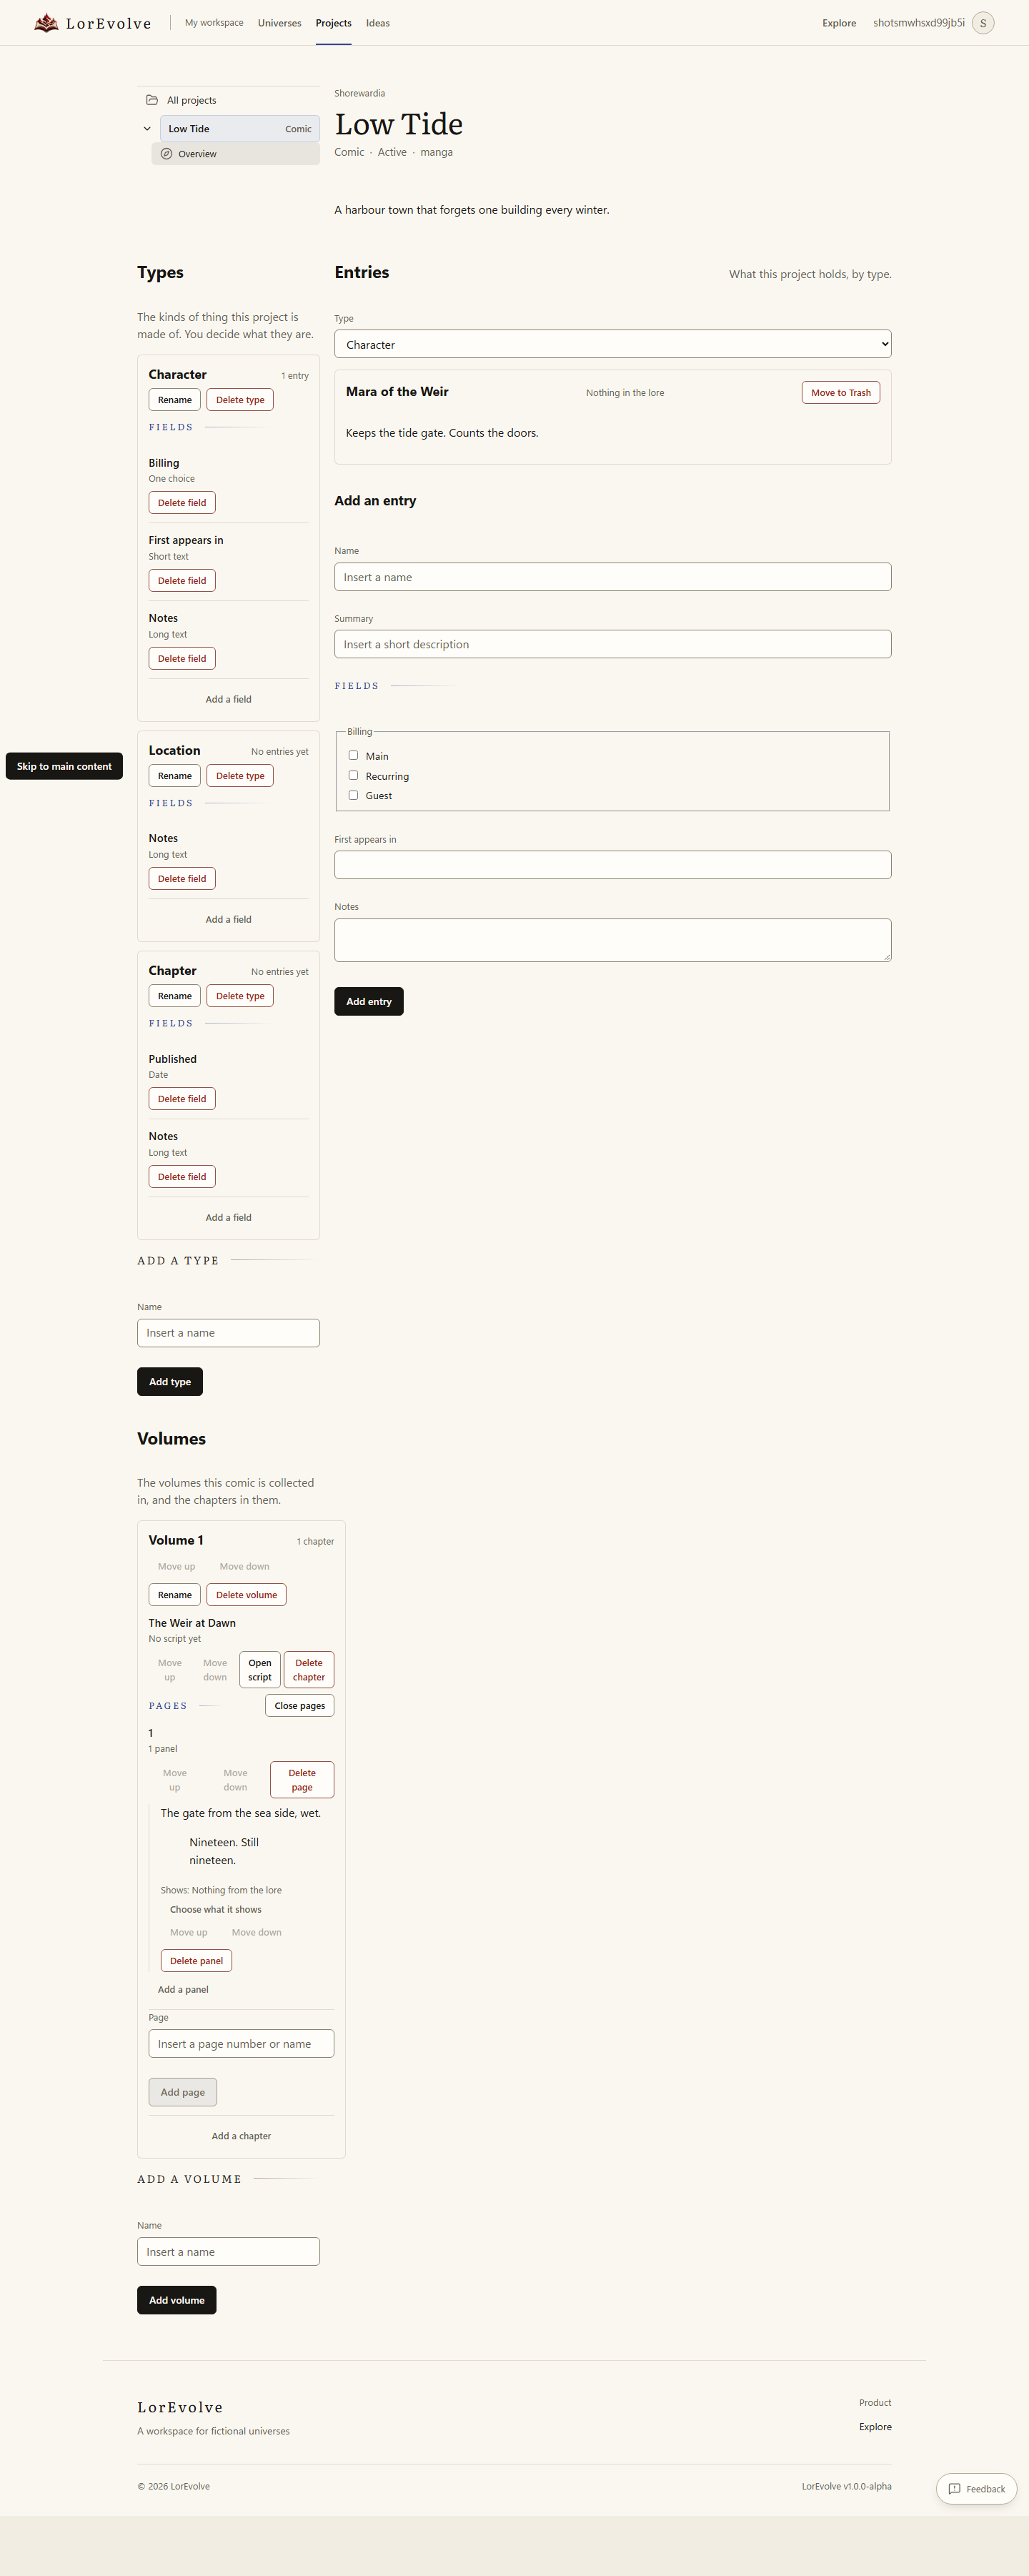 LorEvolve
My workspace
Universes
Projects
Ideas
Explore
shotsmwhsxd99jb5i
S
All projects
Low Tide
Comic
Overview
Shorewardia
Low Tide
Comic · Active · manga
A harbour town that forgets one building every winter.
Types
The kinds of thing this project is
made of. You decide what they are.
Character
1 entry
Rename
Delete type
FIELDS
Billing
One choice
Delete field
First appears in
Short text
Delete field
Notes
Long text
Delete field
Add a field
Skip to main content
Location
No entries yet
Rename
Delete type
FIELDS
Notes
Long text
Delete field
Add a field
Chapter
No entries yet
Rename
Delete type
FIELDS
Published
Date
Delete field
Notes
Long text
Delete field
Add a field
ADD A TYPE
Name
Insert a name
Add type
Entries
What this project holds, by type.
Type
Character
Mara of the Weir
Nothing in the lore
Move to Trash
Keeps the tide gate. Counts the doors.
Add an entry
Name
Insert a name
Summary
Insert a short description
FIELDS
Billing
Main
Recurring
Guest
First appears in
Notes
Add entry
Volumes
The volumes this comic is collected
in, and the chapters in them.
Volume 1
1 chapter
Move up
Move down
Rename
Delete volume
The Weir at Dawn
No script yet
Move
up
Move
down
Open
script
Delete
chapter
PAGES
Close pages
1
1 panel
Move
up
Move
down
Delete
page
The gate from the sea side, wet.
Nineteen. Still
nineteen.
Shows: Nothing from the lore
Choose what it shows
Move up
Move down
Delete panel
Add a panel
Page
Insert a page number or name
Add page
Add a chapter
ADD A VOLUME
Name
Insert a name
Add volume
LorEvolve
A workspace for fictional universes
Product
Explore
© 2026 LorEvolve
LorEvolve v1.0.0-alpha
Feedback